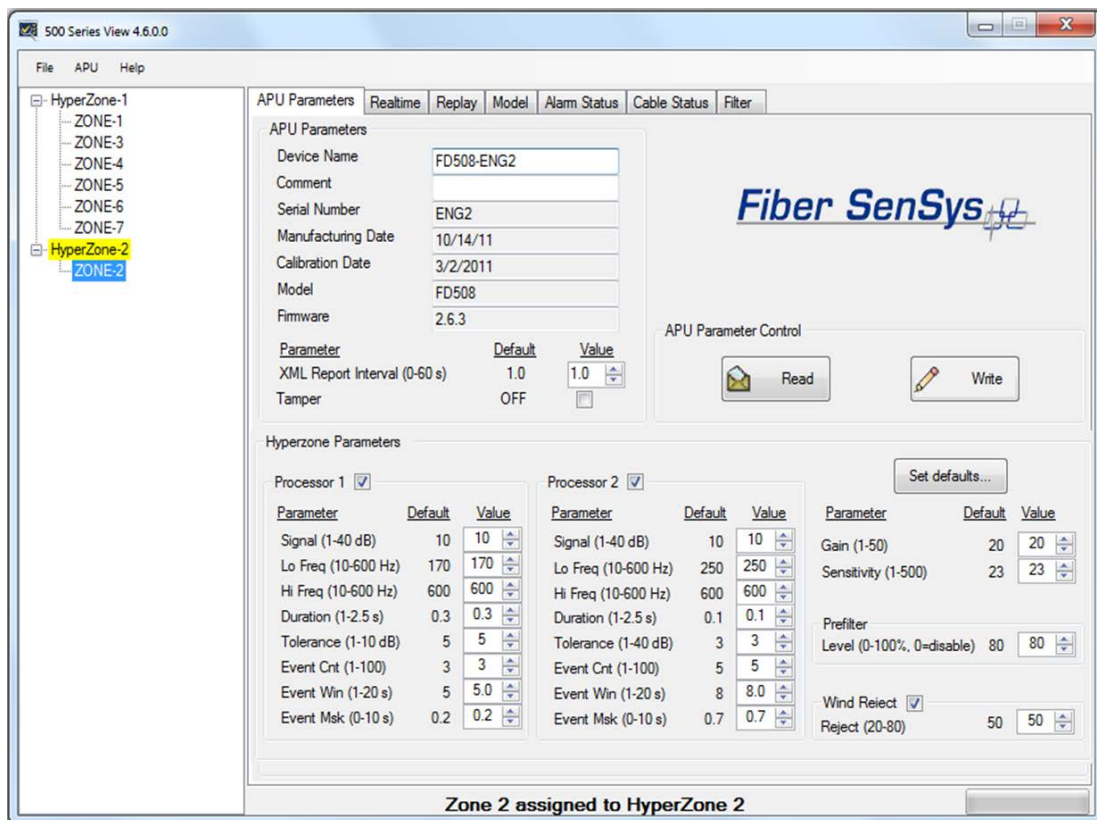 500 Series View 4.6.0.0
File APU Help
HyperZone-1
ZONE-1
ZONE-3
ZONE-4
ZONE-5
ZONE-6
ZONE-7
HyperZone-2
ZONE-2
APU Parameters Realtime Replay Model Alarm Status Cable Status Filter
APU Parameters
Device Name FD508-ENG2
Comment
Serial Number ENG2
Manufacturing Date 10/14/11
Calibration Date 3/2/2011
Model FD508
Firmware 2.6.3
Parameter Default Value
XML Report Interval (0-60 s) 1.0 1.0
Tamper OFF
Fiber SenSys
APU Parameter Control
Read Write
Hyperzone Parameters
Processor 1
Parameter Default Value
Signal (1-40 dB) 10 10
Lo Freq (10-600 Hz) 170 170
Hi Freq (10-600 Hz) 600 600
Duration (1-2.5 s) 0.3 0.3
Tolerance (1-10 dB) 5 5
Event Cnt (1-100) 3 3
Event Win (1-20 s) 5 5.0
Event Msk (0-10 s) 0.2 0.2
Processor 2
Parameter Default Value
Signal (1-40 dB) 10 10
Lo Freq (10-600 Hz) 250 250
Hi Freq (10-600 Hz) 600 600
Duration (1-2.5 s) 0.1 0.1
Tolerance (1-40 dB) 3 3
Event Cnt (1-100) 5 5
Event Win (1-20 s) 8 8.0
Event Msk (0-10 s) 0.7 0.7
Set defaults...
Parameter Default Value
Gain (1-50) 20 20
Sensitivity (1-500) 23 23
Prefilter
Level (0-100%, 0=disable) 80 80
Wind Reject
Reject (20-80) 50 50
Zone 2 assigned to HyperZone 2